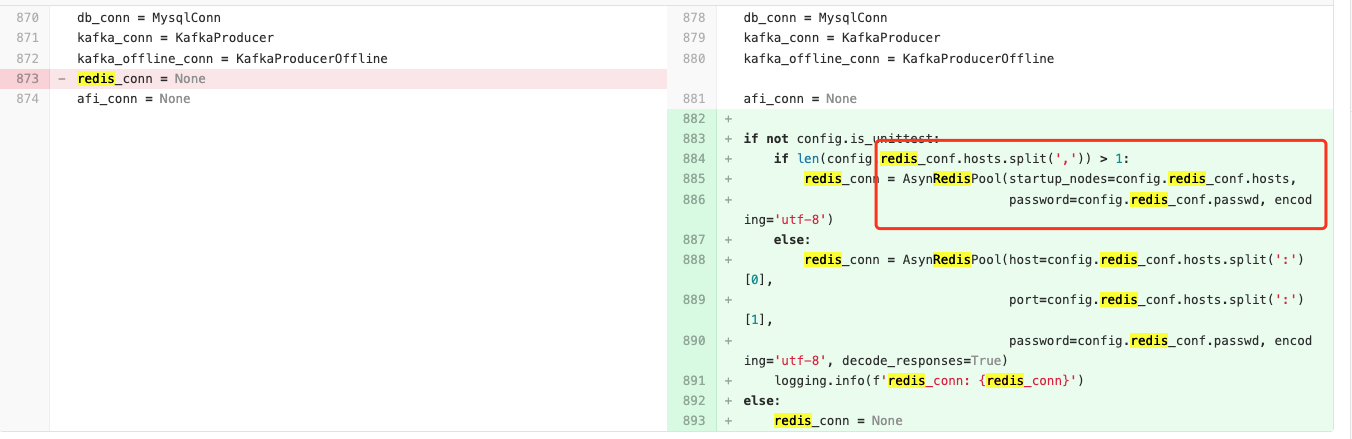 870 db_conn = MysqlConn
871 kafka_conn = KafkaProducer
872 kafka_offline_conn = KafkaProducerOffline
873 - redis_conn = None
874 afi_conn = None
878 db_conn = MysqlConn
879 kafka_conn = KafkaProducer
880 kafka_offline_conn = KafkaProducerOffline
881 afi_conn = None
882 +
883 + if not config.is_unittest:
884 +     if len(config.redis_conf.hosts.split(',')) > 1:
885 +         redis_conn = AsynRedisPool(startup_nodes=config.redis_conf.hosts,
886 +                                    password=config.redis_conf.passwd, encod
ing='utf-8')
887 +     else:
888 +         redis_conn = AsynRedisPool(host=config.redis_conf.hosts.split(':')
[0],
889 +                                    port=config.redis_conf.hosts.split(':')
[1],
890 +                                    password=config.redis_conf.passwd, encod
ing='utf-8', decode_responses=True)
891 +     logging.info(f'redis_conn: {redis_conn}')
892 + else:
893 +     redis_conn = None